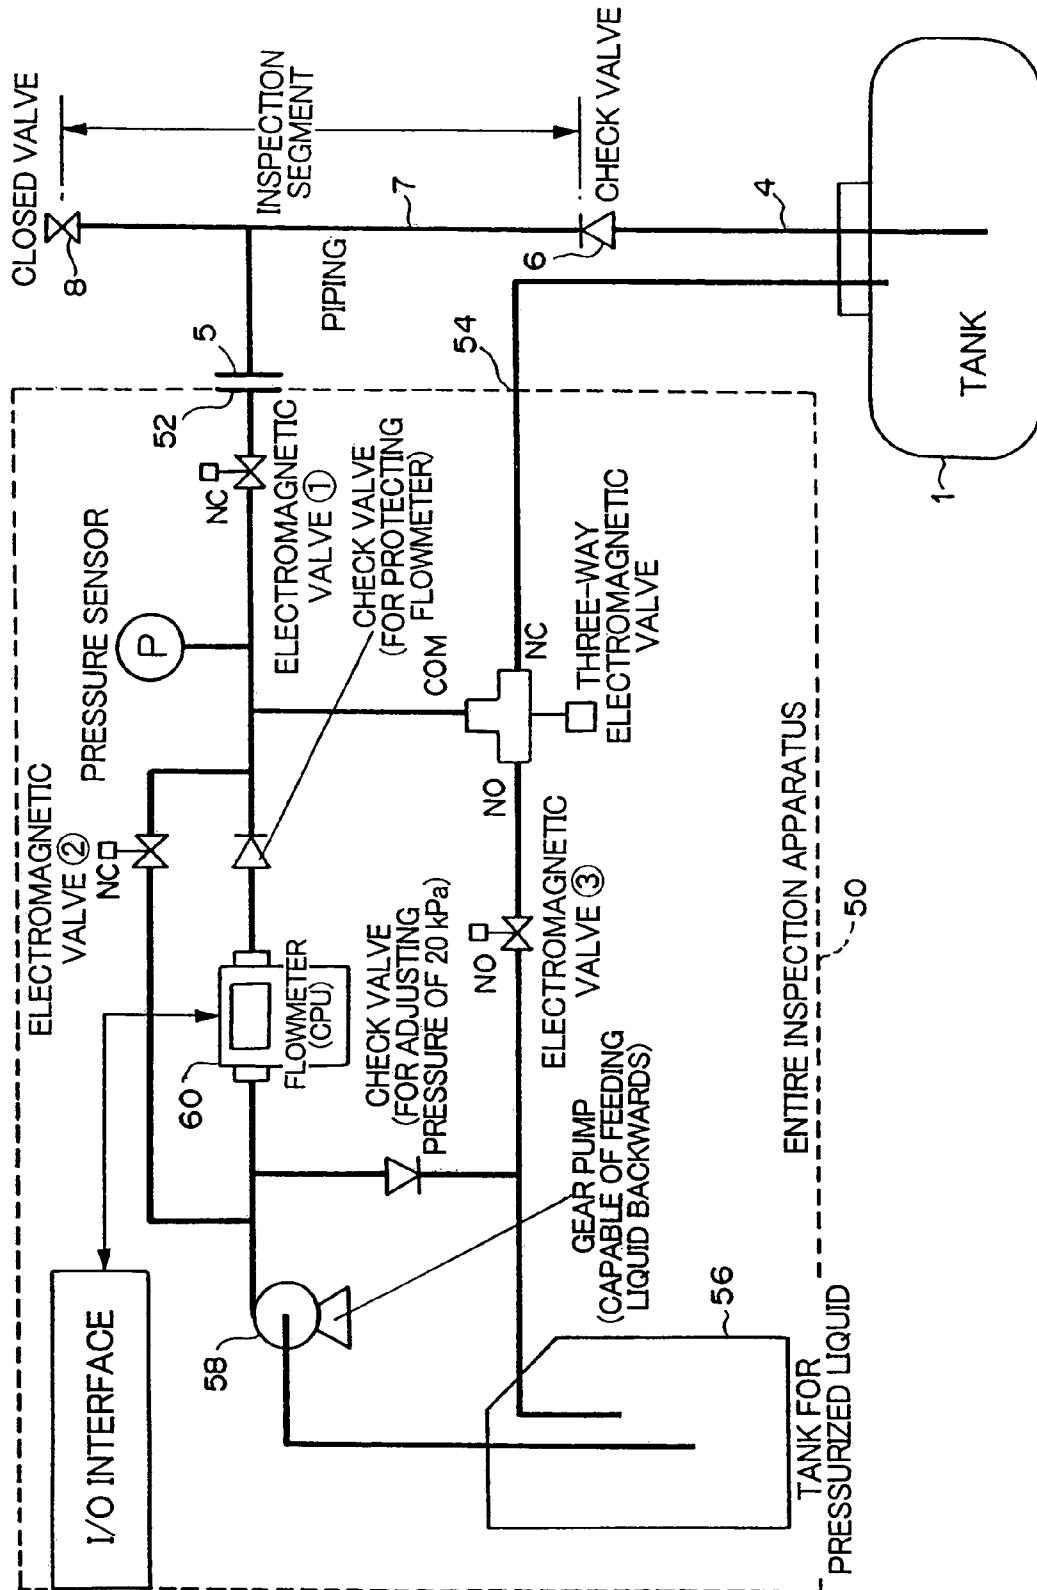 I/O INTERFACE
ELECTROMAGNETIC
VALVE ②
NC
PRESSURE SENSOR
P
CLOSED VALVE
8
INSPECTION
SEGMENT
7
PIPING
CHECK VALVE
6
4
5
52
NC
ELECTROMAGNETIC
VALVE ①
CHECK VALVE
(FOR PROTECTING
FLOWMETER)
60
FLOWMETER
(CPU)
CHECK VALVE
(FOR ADJUSTING
PRESSURE OF 20 kPa)
58
GEAR PUMP
(CAPABLE OF FEEDING
LIQUID BACKWARDS)
COM
NO
NC
THREE-WAY
ELECTROMAGNETIC
VALVE
NO
ELECTROMAGNETIC
VALVE ③
54
56
TANK FOR
PRESSURIZED LIQUID
ENTIRE INSPECTION APPARATUS
50
TANK
1